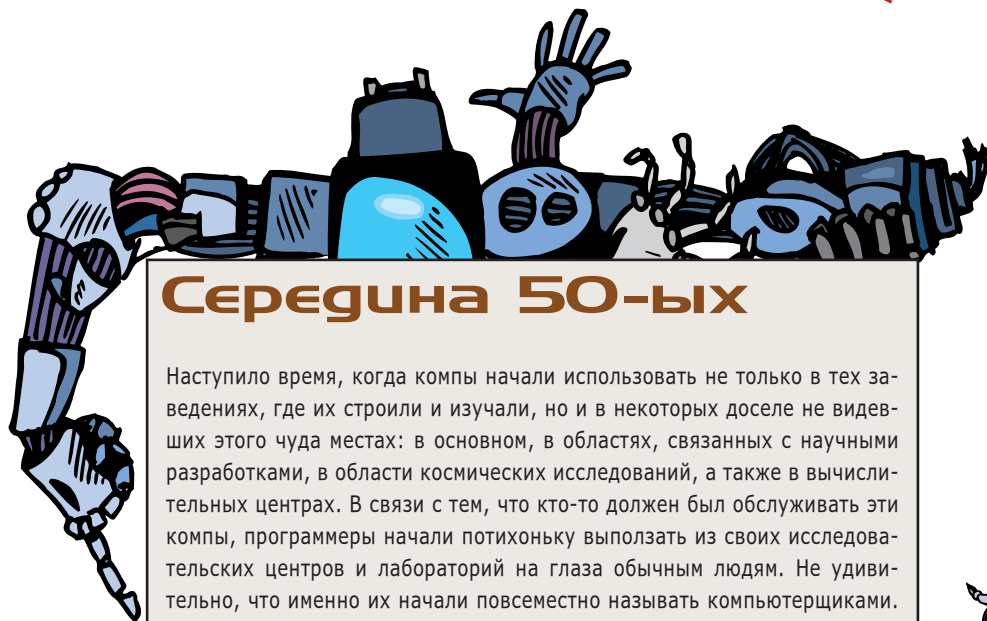 Середина 50-ых
Наступило время, когда компы начали использовать не только в тех за-
ведениях, где их строили и изучали, но и в некоторых доселе не видев-
ших этого чуда местах: в основном, в областях, связанных с научными
разработками, в области космических исследований, а также в вычисли-
тельных центрах. В связи с тем, что кто-то должен был обслуживать эти
компы, программеры начали потихоньку выползать из своих исследова-
тельских центров и лабораторий на глаза обычным людям. Не удиви-
тельно, что именно их начали повсеместно называть компьютерщиками.